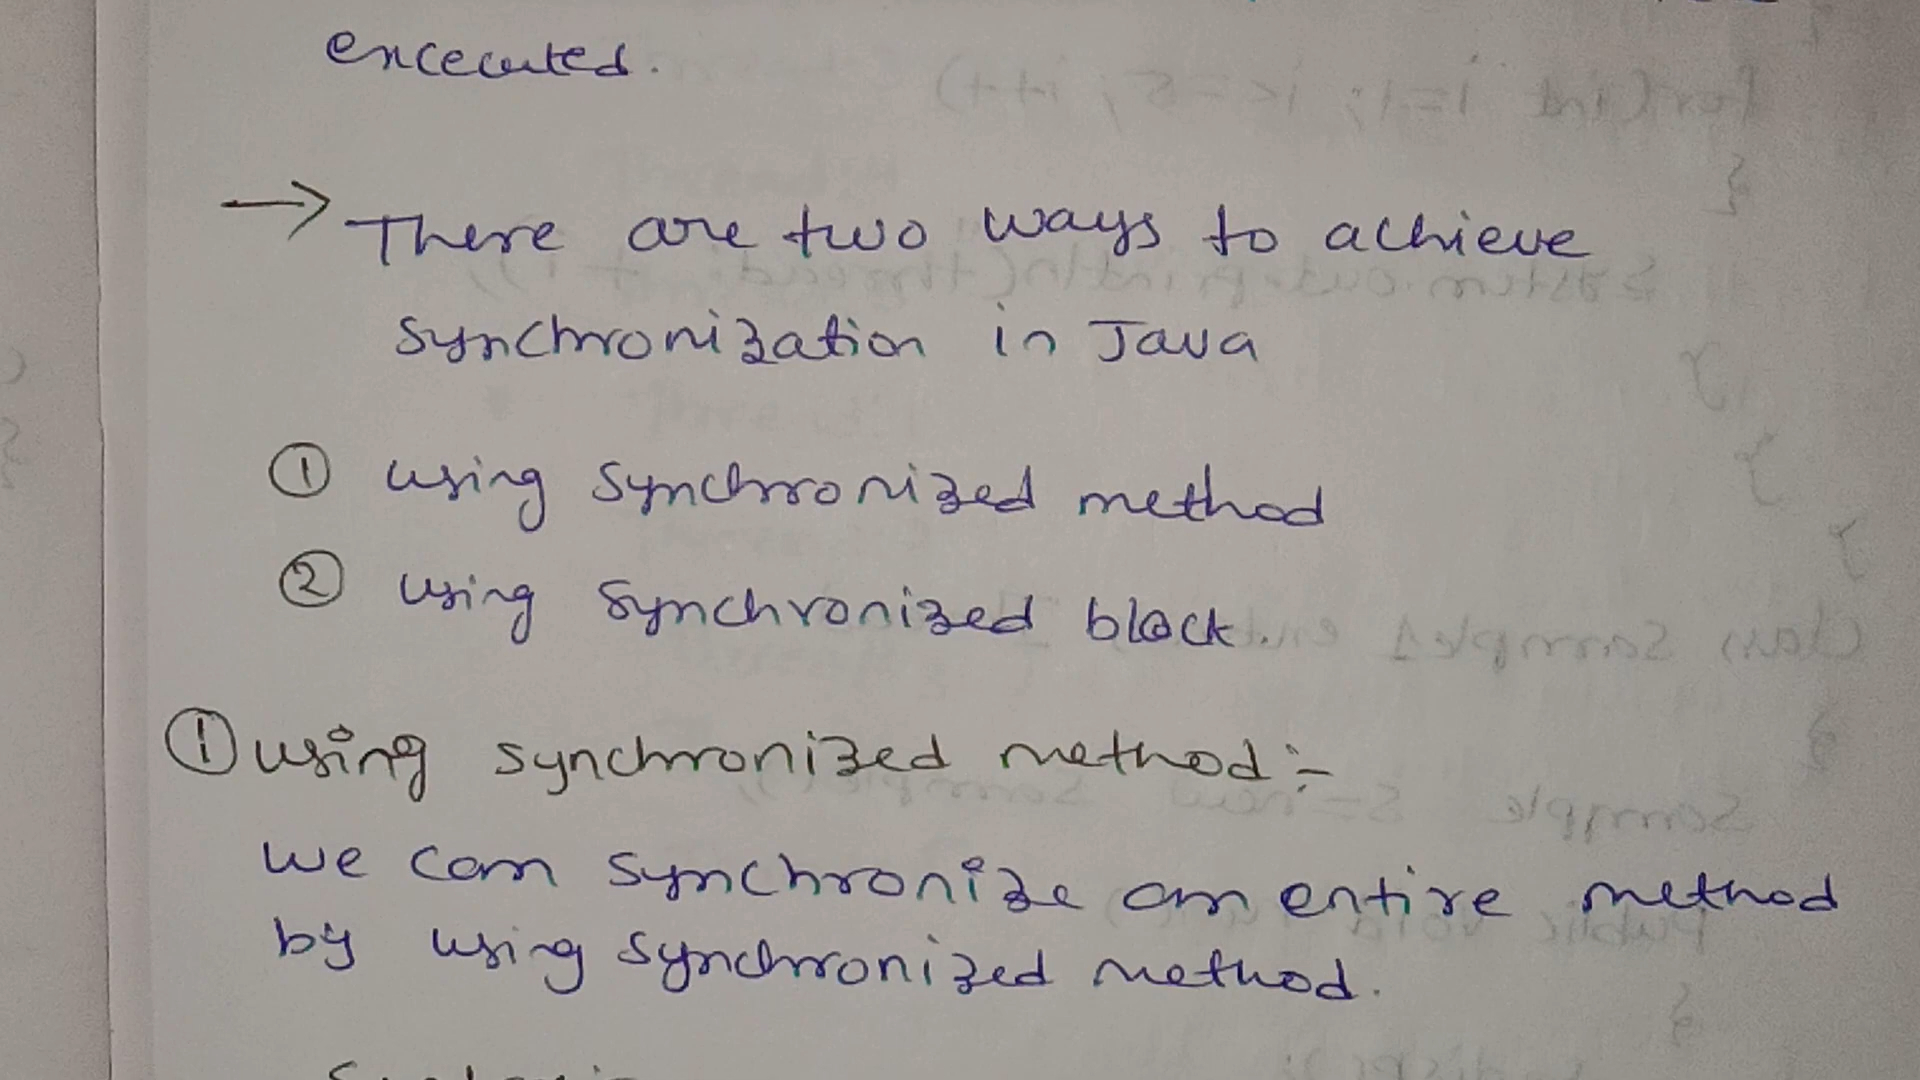 excecuted.
→ There are two ways to achieve
synchronization in Java
① using synchronized method
② using synchronized block.
① using synchronized method :-
we can synchronize an entire method
by using synchronized method.